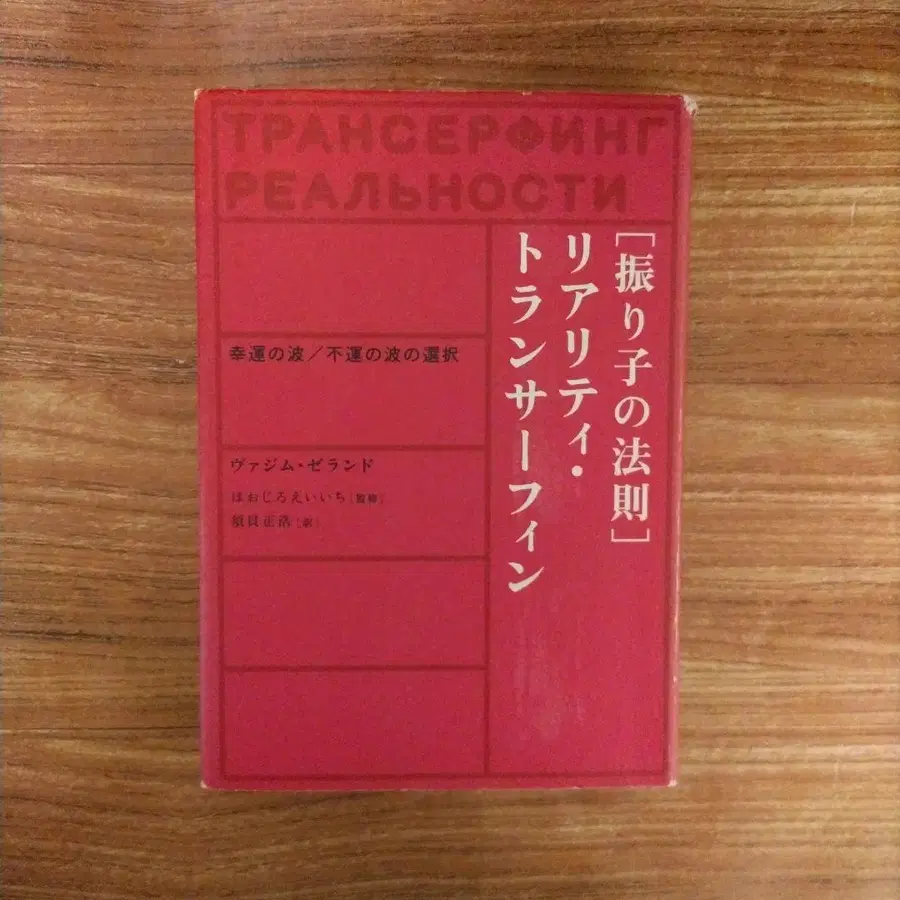 ТРАНСЕРФИНГ
РЕАЛЬНОСТИ
[振り子の法則]
リアリティ・
トランサーフィン
幸運の波／不運の波の選択
ヴァジム・ゼランド
ほおじろえいいち[監修]
須貝正浩[訳]